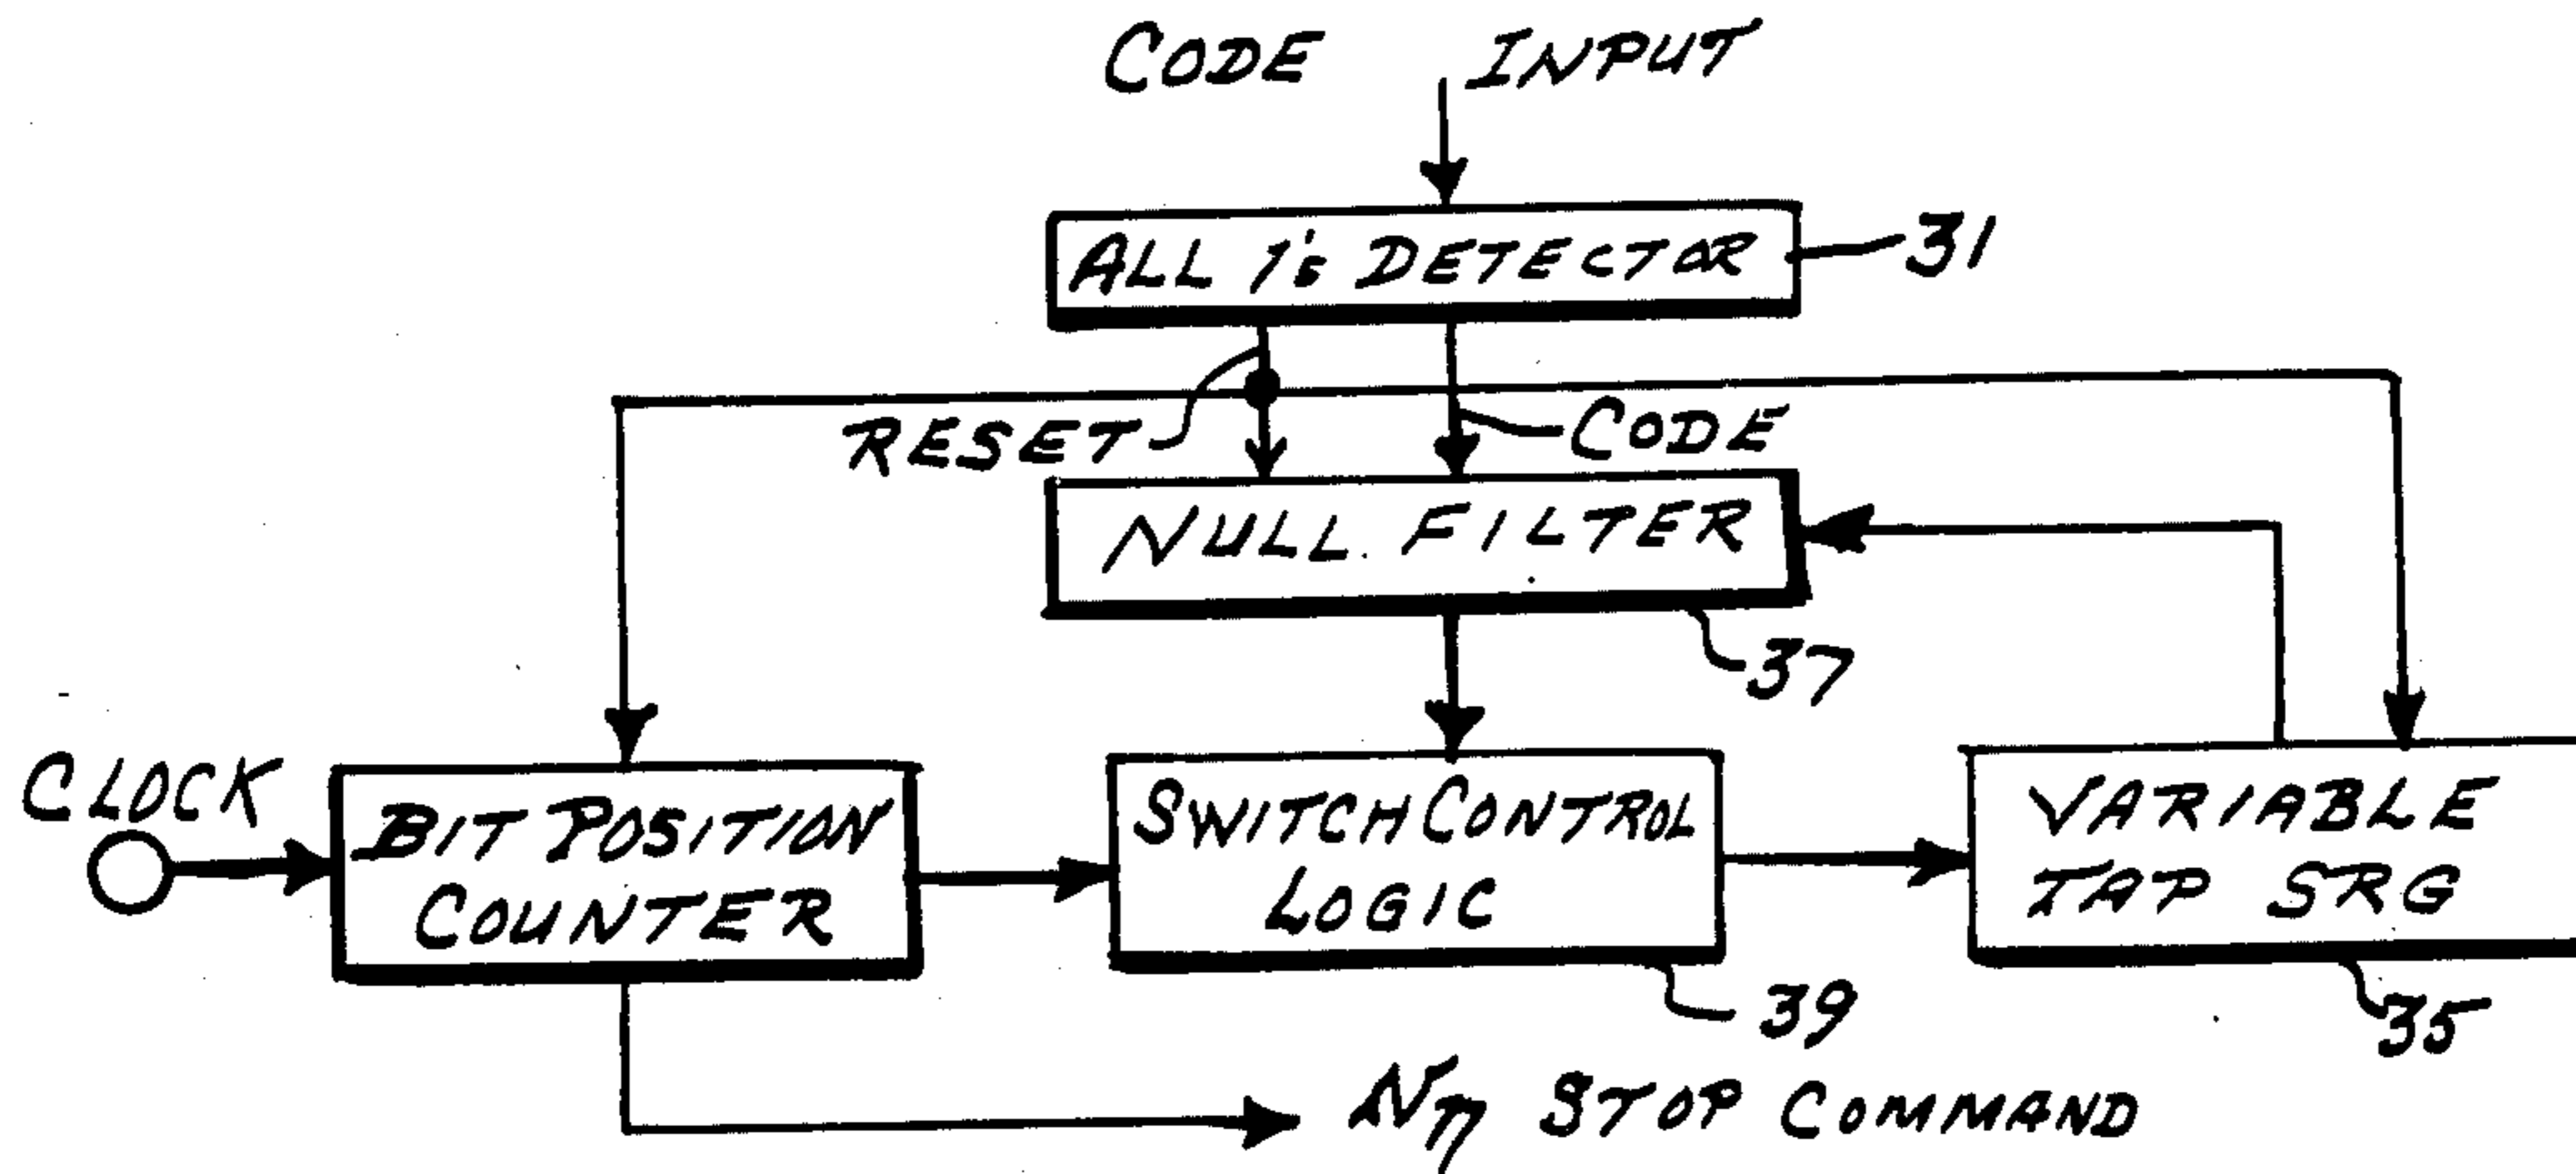 CODE INPUT
ALL 1's DETECTOR
31
RESET
CODE
NULL FILTER
37
CLOCK
BIT POSITION
COUNTER
SWITCH CONTROL
LOGIC
39
VARIABLE
TAP SRG
35
Nη STOP COMMAND